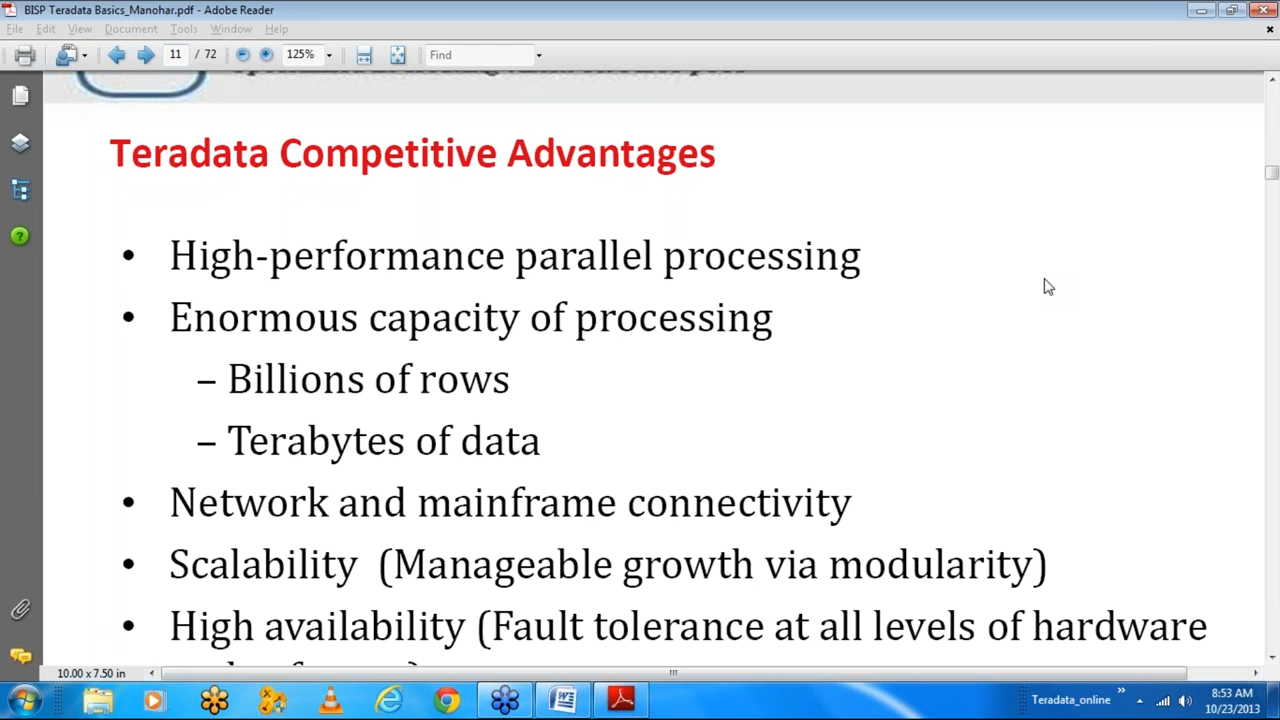 BISP Teradata Basics_Manohar.pdf - Adobe Reader
File Edit View Document Tools Window Help
11 / 72 125% Find
Teradata Competitive Advantages
• High-performance parallel processing
• Enormous capacity of processing
– Billions of rows
– Terabytes of data
• Network and mainframe connectivity
• Scalability (Manageable growth via modularity)
• High availability (Fault tolerance at all levels of hardware
10.00 x 7.50 in
Teradata_online
8:53 AM
10/23/2013